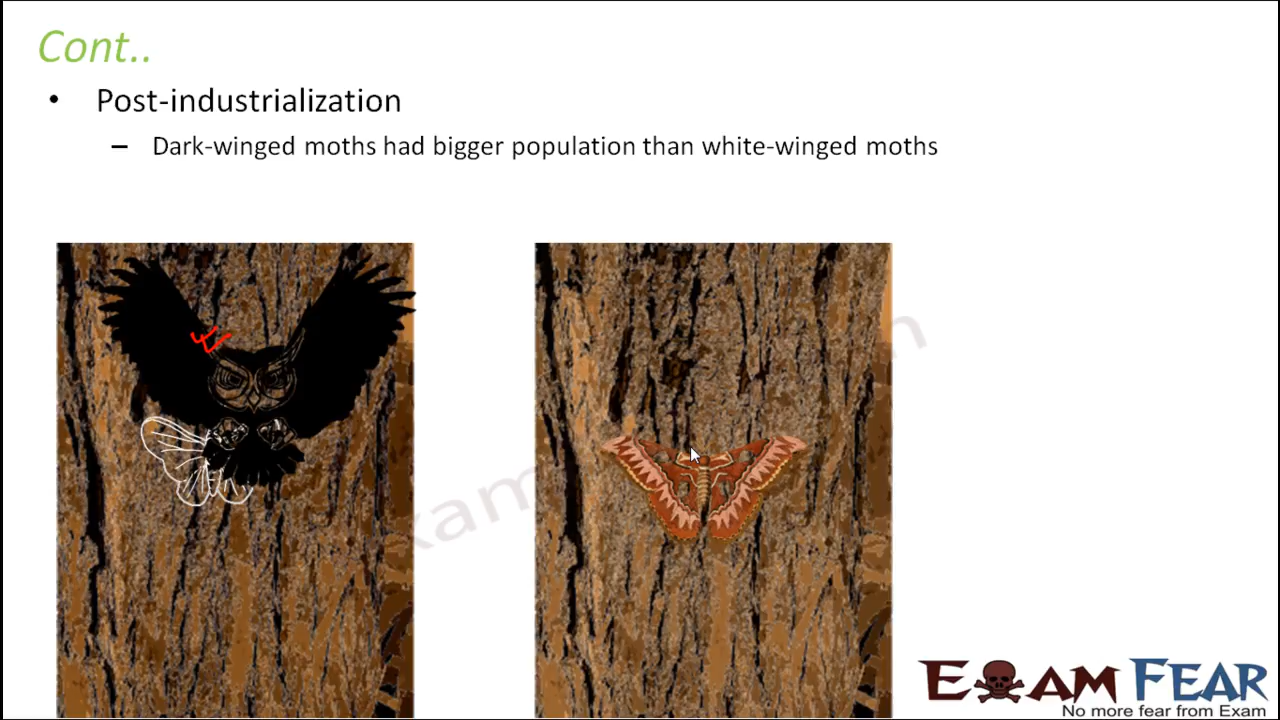 Cont..
• Post-industrialization
– Dark-winged moths had bigger population than white-winged moths
EXAM FEAR
No more fear from Exam